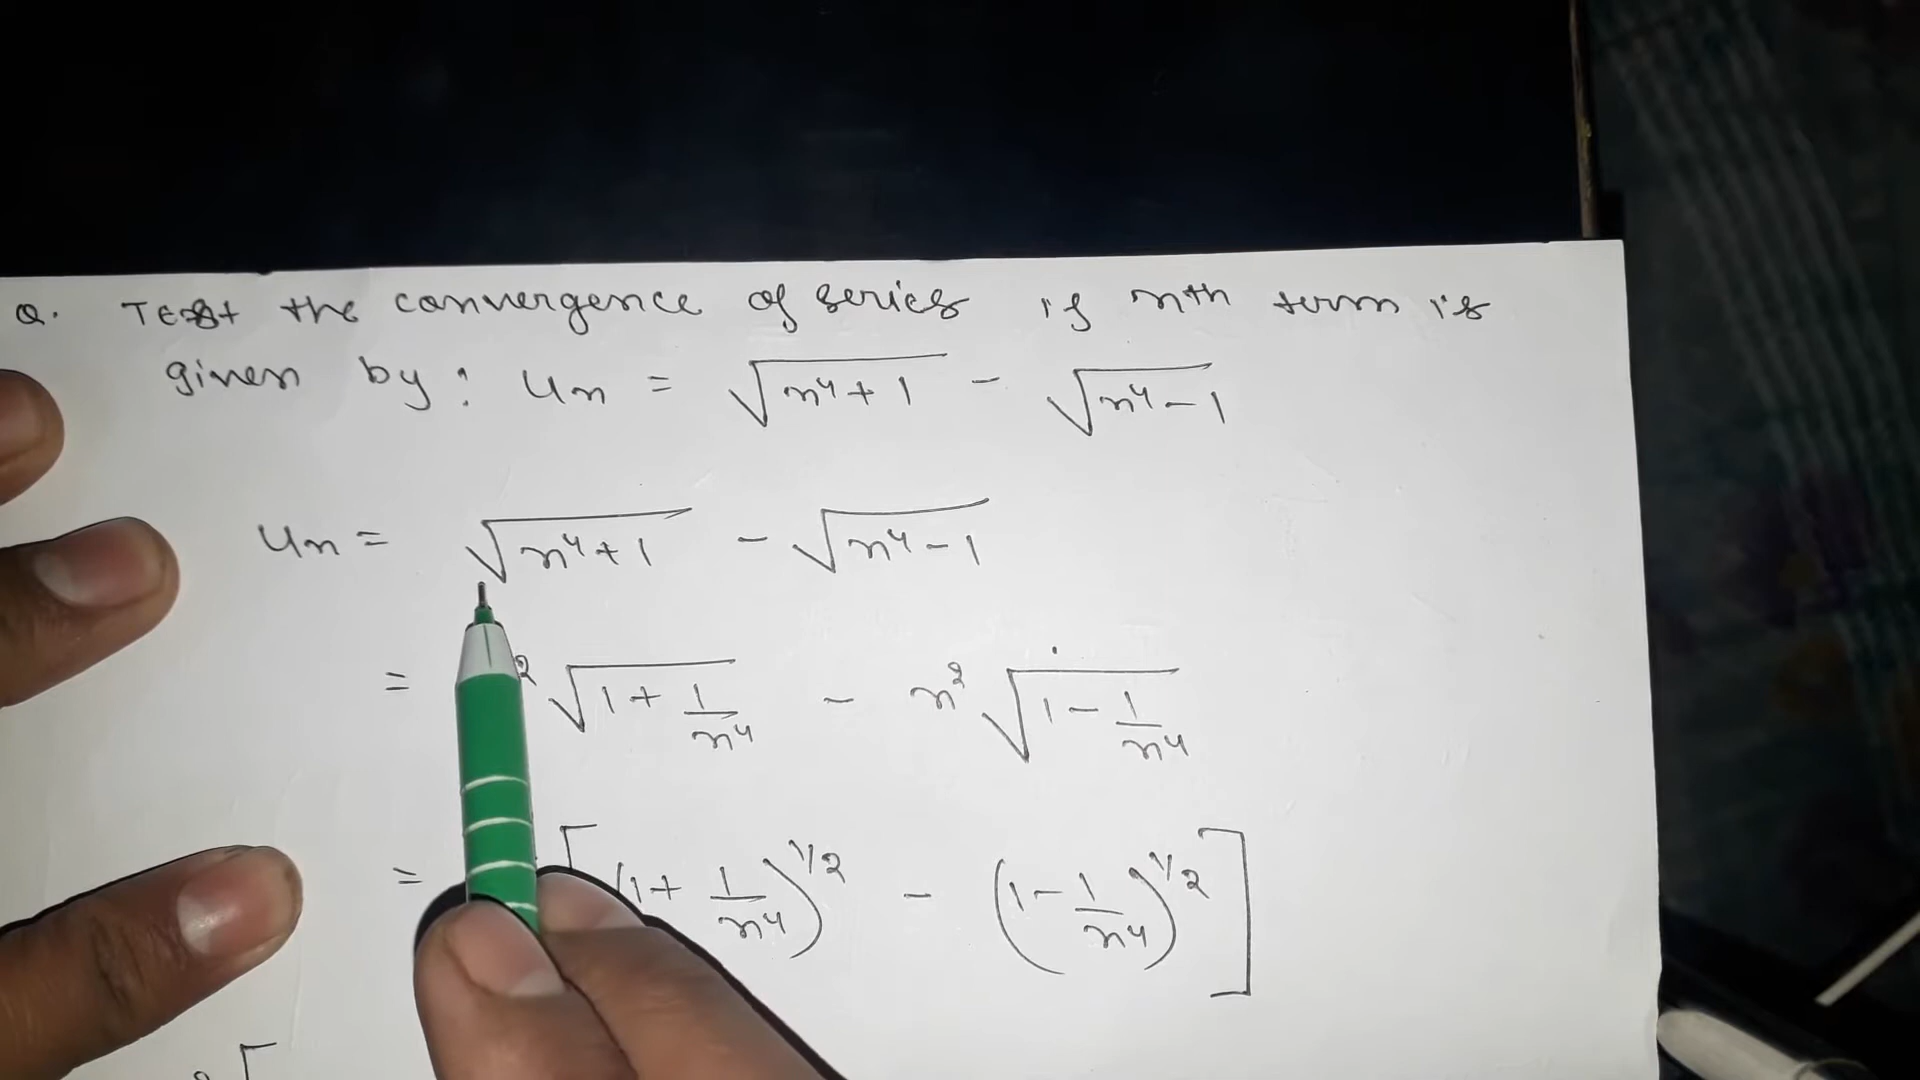 Q. Test the convergence of series if nth term is
given by : Un = √(n⁴+1) - √(n⁴-1)
Un = √(n⁴+1) - √(n⁴-1)
= ² √(1 + 1/n⁴) - n² √(1 - 1/n⁴)
= [(1 + 1/n⁴)^1/2 - (1 - 1/n⁴)^1/2]